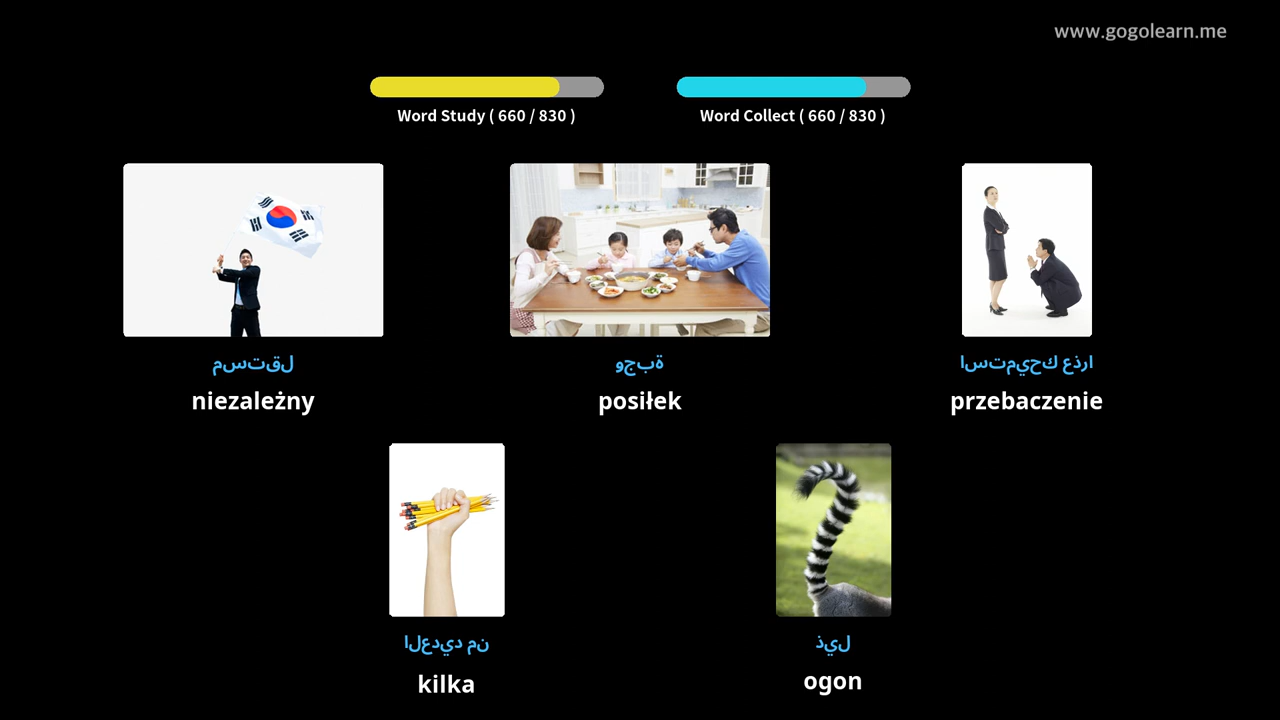 www.gogolearn.me
Word Study ( 660 / 830 )
Word Collect ( 660 / 830 )
مستقل
niezależny
وجبة
posiłek
استميحك عذرا
przebaczenie
العديد من
kilka
ذيل
ogon